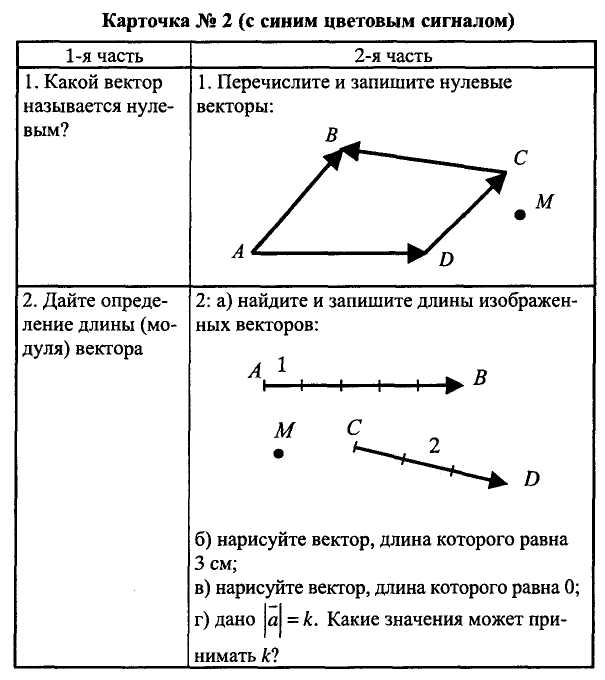 Карточка № 2 (с синим цветовым сигналом)
1-я часть
2-я часть
1. Какой вектор
называется нуле-
вым?
1. Перечислите и запишите нулевые
векторы:
B
C
M
A
D
2. Дайте опреде-
ление длины (мо-
дуля) вектора
2: а) найдите и запишите длины изображен-
ных векторов:
A 1
B
M
C
2
D
б) нарисуйте вектор, длина которого равна
3 см;
в) нарисуйте вектор, длина которого равна 0;
г) дано |a⃗| = k. Какие значения может при-
нимать k?